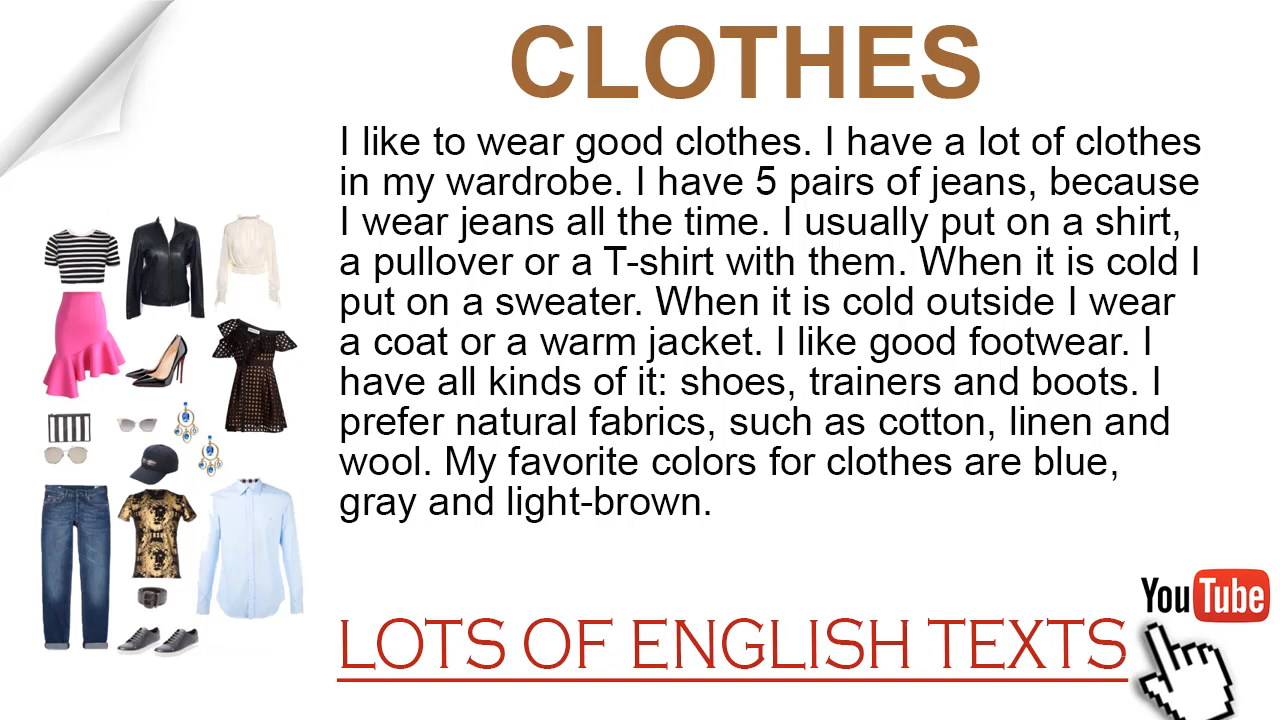 CLOTHES
I like to wear good clothes. I have a lot of clothes
in my wardrobe. I have 5 pairs of jeans, because
I wear jeans all the time. I usually put on a shirt,
a pullover or a T-shirt with them. When it is cold I
put on a sweater. When it is cold outside I wear
a coat or a warm jacket. I like good footwear. I
have all kinds of it: shoes, trainers and boots. I
prefer natural fabrics, such as cotton, linen and
wool. My favorite colors for clothes are blue,
gray and light-brown.
YouTube
LOTS OF ENGLISH TEXTS